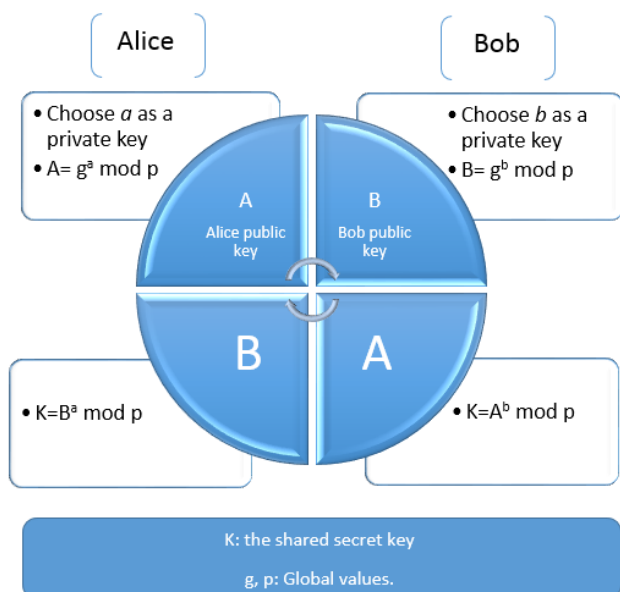 Alice
Bob
• Choose a as a
private key
• A= gᵃ mod p
• Choose b as a
private key
• B= gᵇ mod p
A
Alice public
key
B
Bob public
key
B
A
• K=Bᵃ mod p
• K=Aᵇ mod p
K: the shared secret key
g, p: Global values.